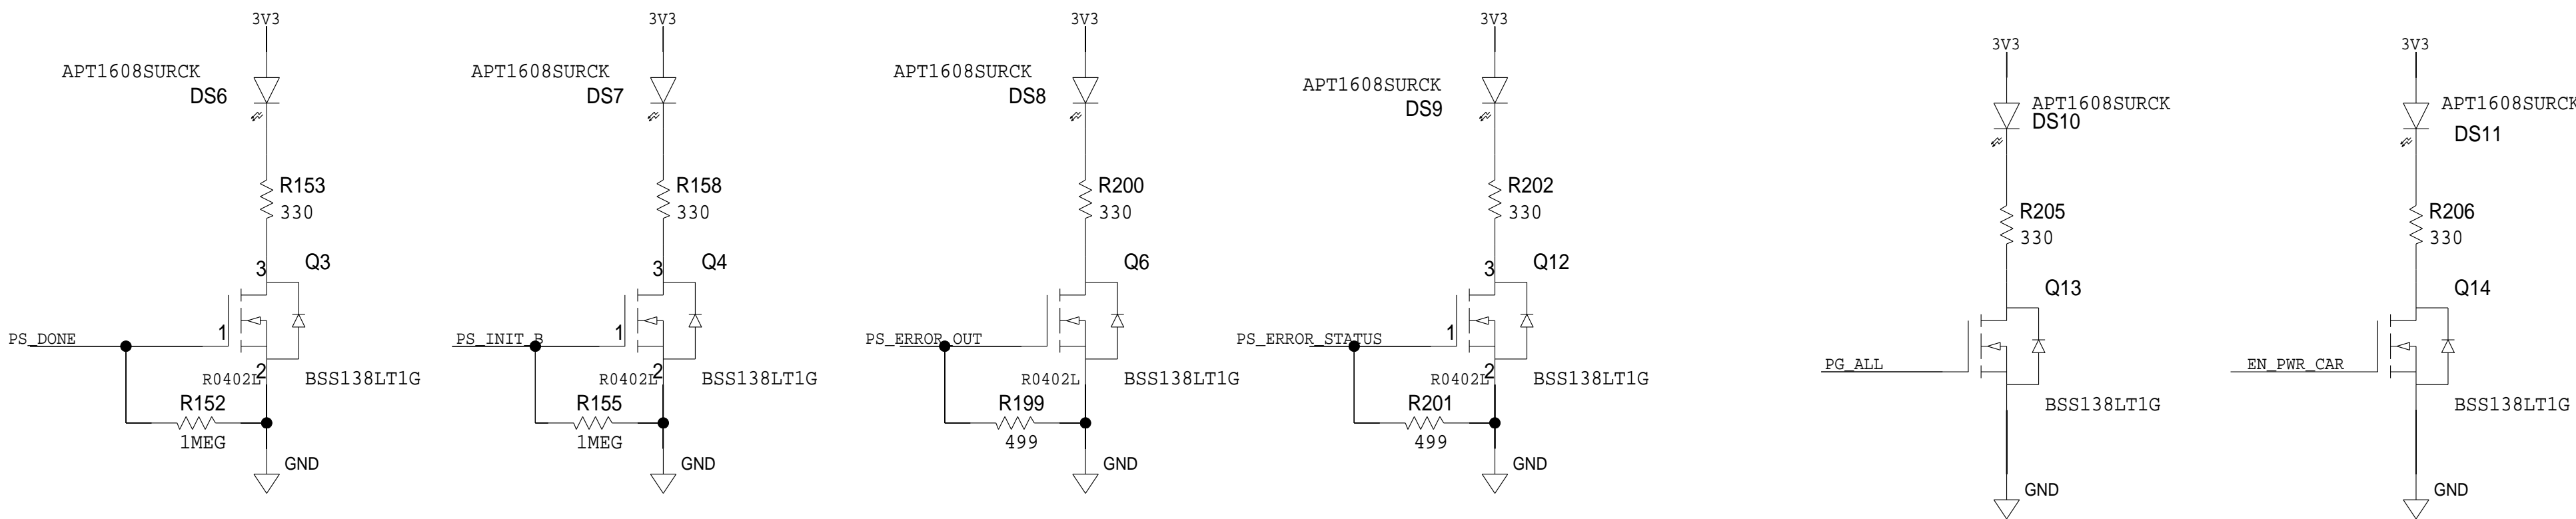 3V3
APT1608SURCK
DS6
R153
330
Q3
3
1
PS_DONE
2
R0402L
BSS138LT1G
R152
1MEG
GND
3V3
APT1608SURCK
DS7
R158
330
Q4
3
1
PS_INIT_B
2
R0402L
BSS138LT1G
R155
1MEG
GND
3V3
APT1608SURCK
DS8
R200
330
Q6
PS_ERROR_OUT
R0402L
BSS138LT1G
R199
499
GND
3V3
APT1608SURCK
DS9
R202
330
Q12
3
1
PS_ERROR_STATUS
2
R0402L
BSS138LT1G
R201
499
GND
3V3
APT1608SURCK
DS10
R205
330
Q13
PG_ALL
BSS138LT1G
GND
3V3
APT1608SURCK
DS11
R206
330
Q14
EN_PWR_CAR
BSS138LT1G
GND